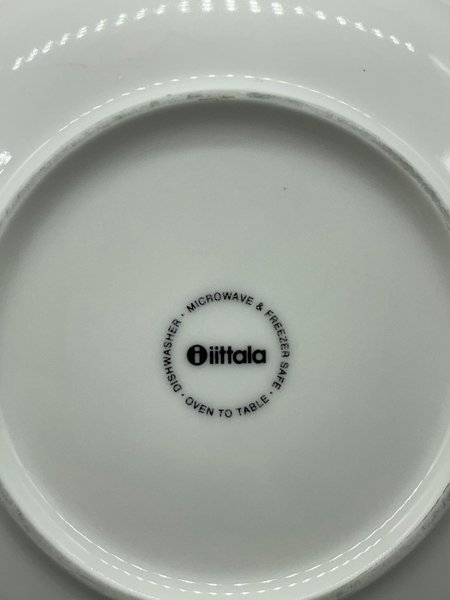 DISHWASHER · MICROWAVE & FREEZER SAFE · OVEN TO TABLE ·
i iittala